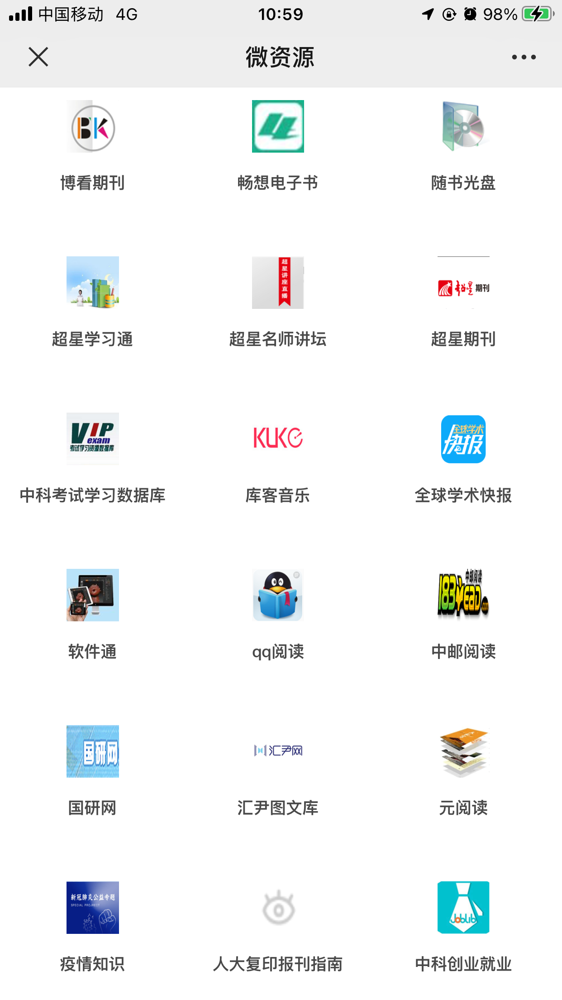 中国移动 4G 10:59 98%
微资源
BK
博看期刊 畅想电子书 随书光盘
超星讲座直播
超星期刊
超星学习通 超星名师讲坛 超星期刊
VIP
exam
考试学习资源数据库
KUKE
全球学术
快报
中科考试学习数据库 库客音乐 全球学术快报
中邮阅读
183read.com
软件通 qq阅读 中邮阅读
国研网 汇尹网
国研网 汇尹图文库 元阅读
新冠肺炎公益专题
SPECIAL PROJRECT
JobLib
疫情知识 人大复印报刊指南 中科创业就业